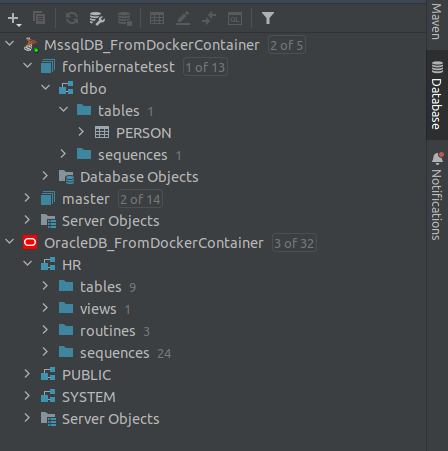 MssqlDB_FromDockerContainer 2 of 5
forhibernatetest 1 of 13
dbo
tables 1
PERSON
sequences 1
Database Objects
master 2 of 14
Server Objects
OracleDB_FromDockerContainer 3 of 32
HR
tables 9
views 1
routines 3
sequences 24
PUBLIC
SYSTEM
Server Objects
Maven
Database
Notifications
QL